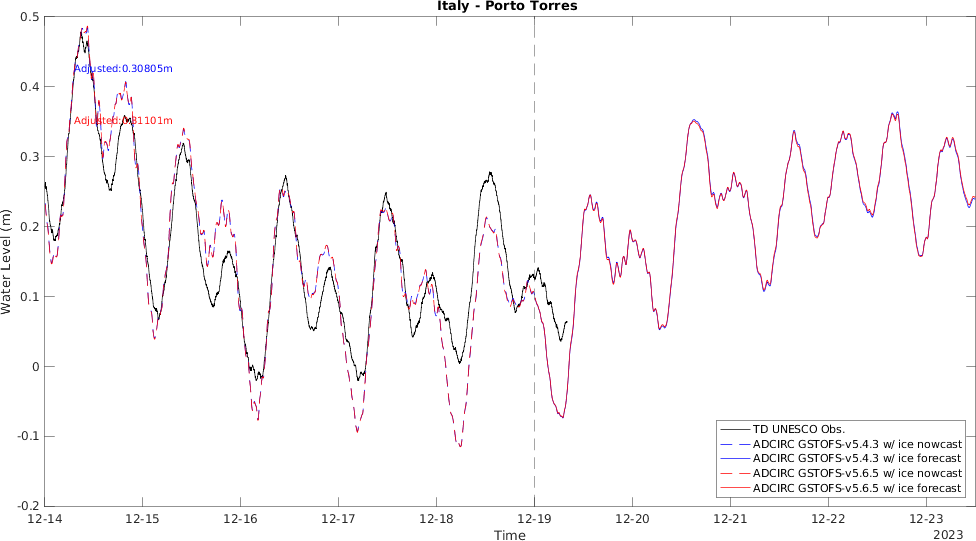 Italy - Porto Torres
Water Level (m)
0.5
0.4
0.3
0.2
0.1
0
-0.1
-0.2
Adjusted:0.30805m
Adjusted:0.31101m
TD UNESCO Obs.
ADCIRC GSTOFS-v5.4.3 w/ ice nowcast
ADCIRC GSTOFS-v5.4.3 w/ ice forecast
ADCIRC GSTOFS-v5.6.5 w/ ice nowcast
ADCIRC GSTOFS-v5.6.5 w/ ice forecast
12-14 12-15 12-16 12-17 12-18 12-19 12-20 12-21 12-22 12-23
Time
2023